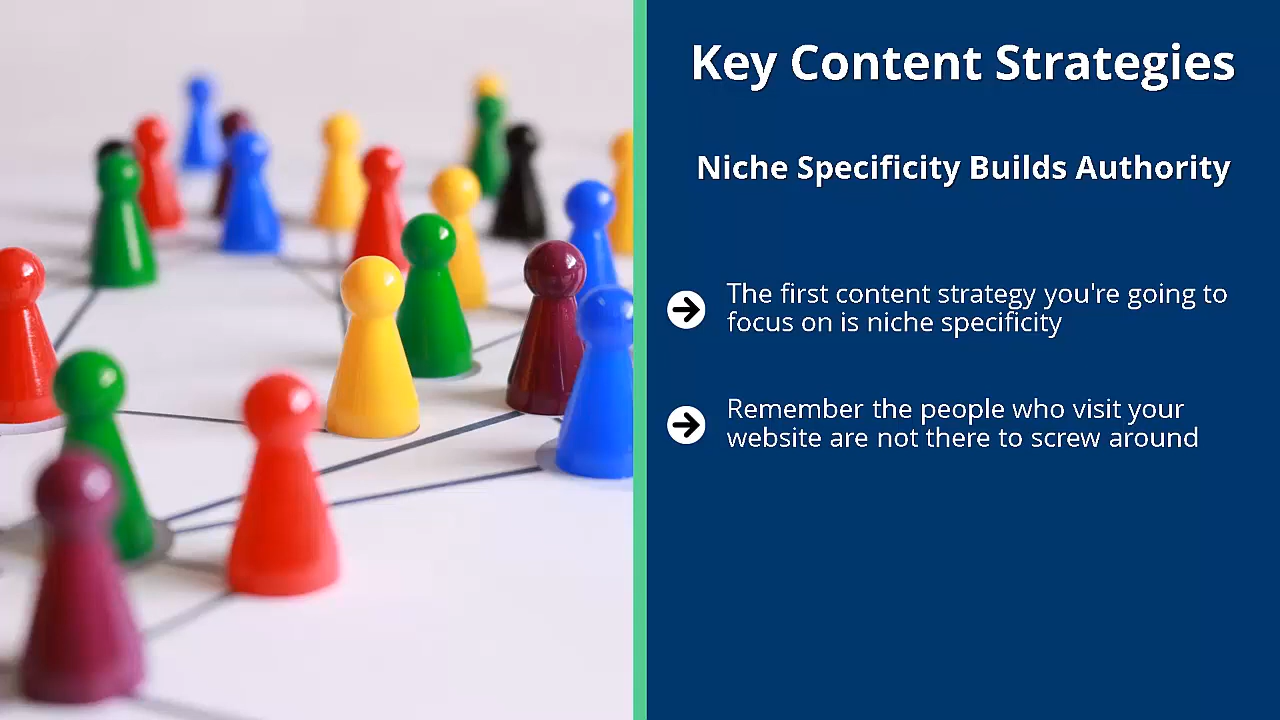 Key Content Strategies
Niche Specificity Builds Authority
The first content strategy you're going to
focus on is niche specificity
Remember the people who visit your
website are not there to screw around